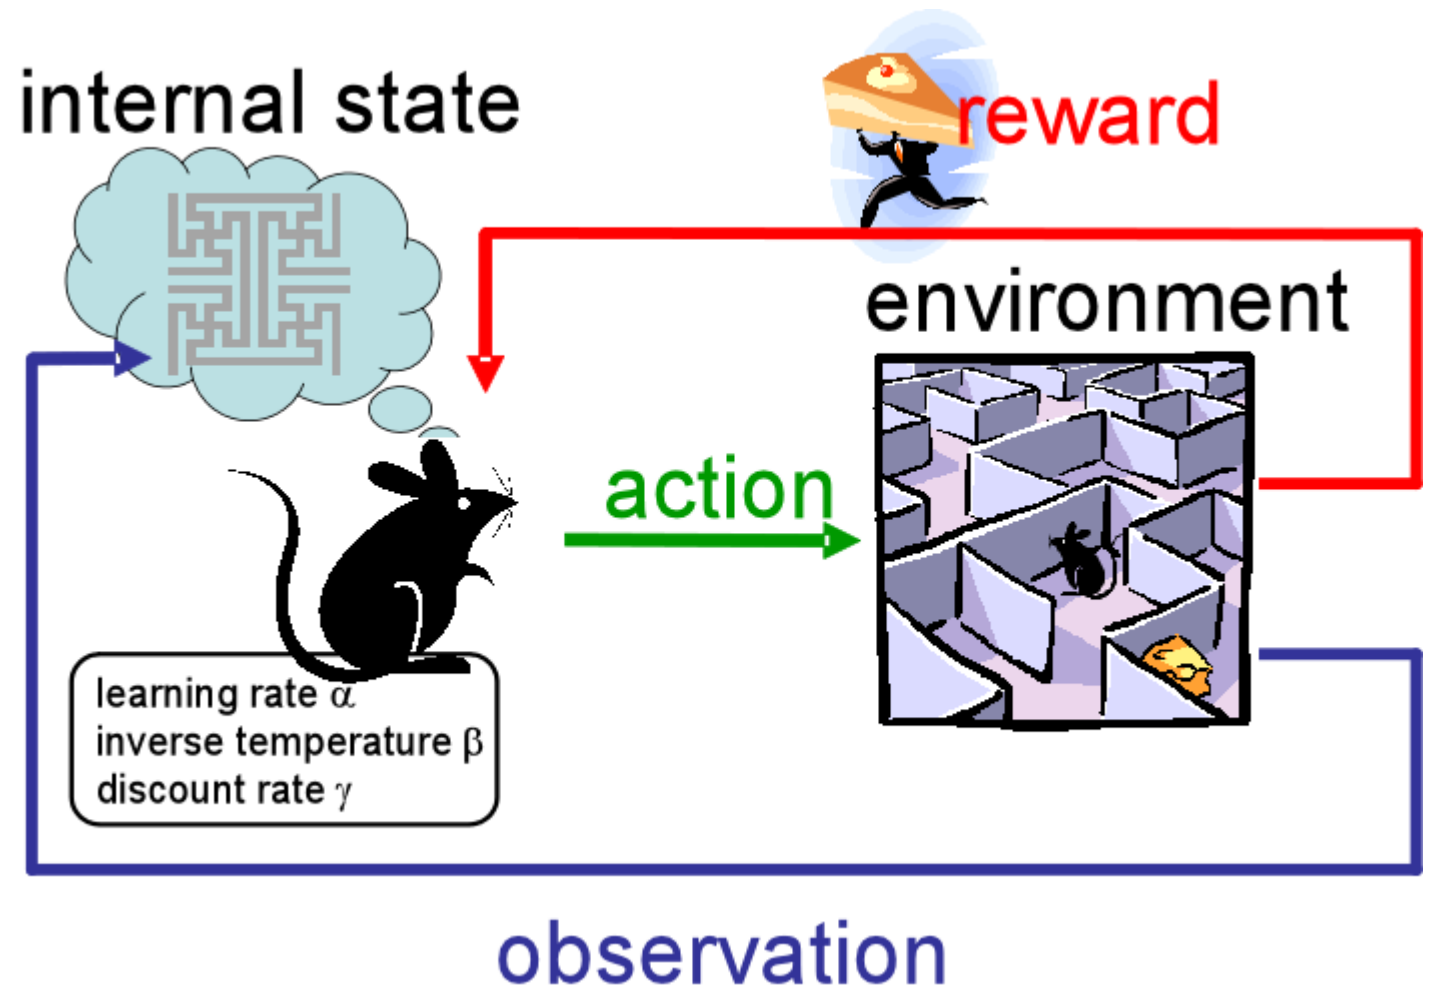 internal state
reward
environment
action
learning rate α
inverse temperature β
discount rate γ
observation